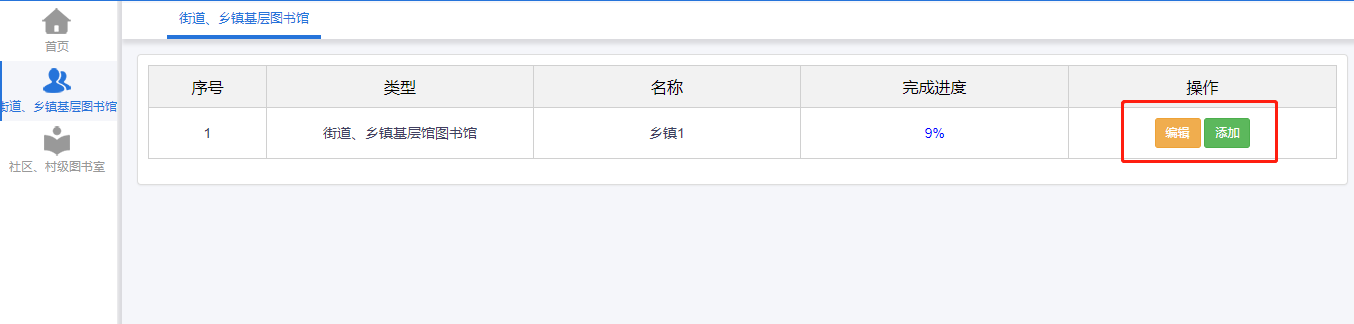 首页
街道、乡镇基层图书馆
社区、村级图书室
街道、乡镇基层图书馆
序号 类型 名称 完成进度 操作
1 街道、乡镇基层馆图书馆 乡镇1 9% 编辑 添加